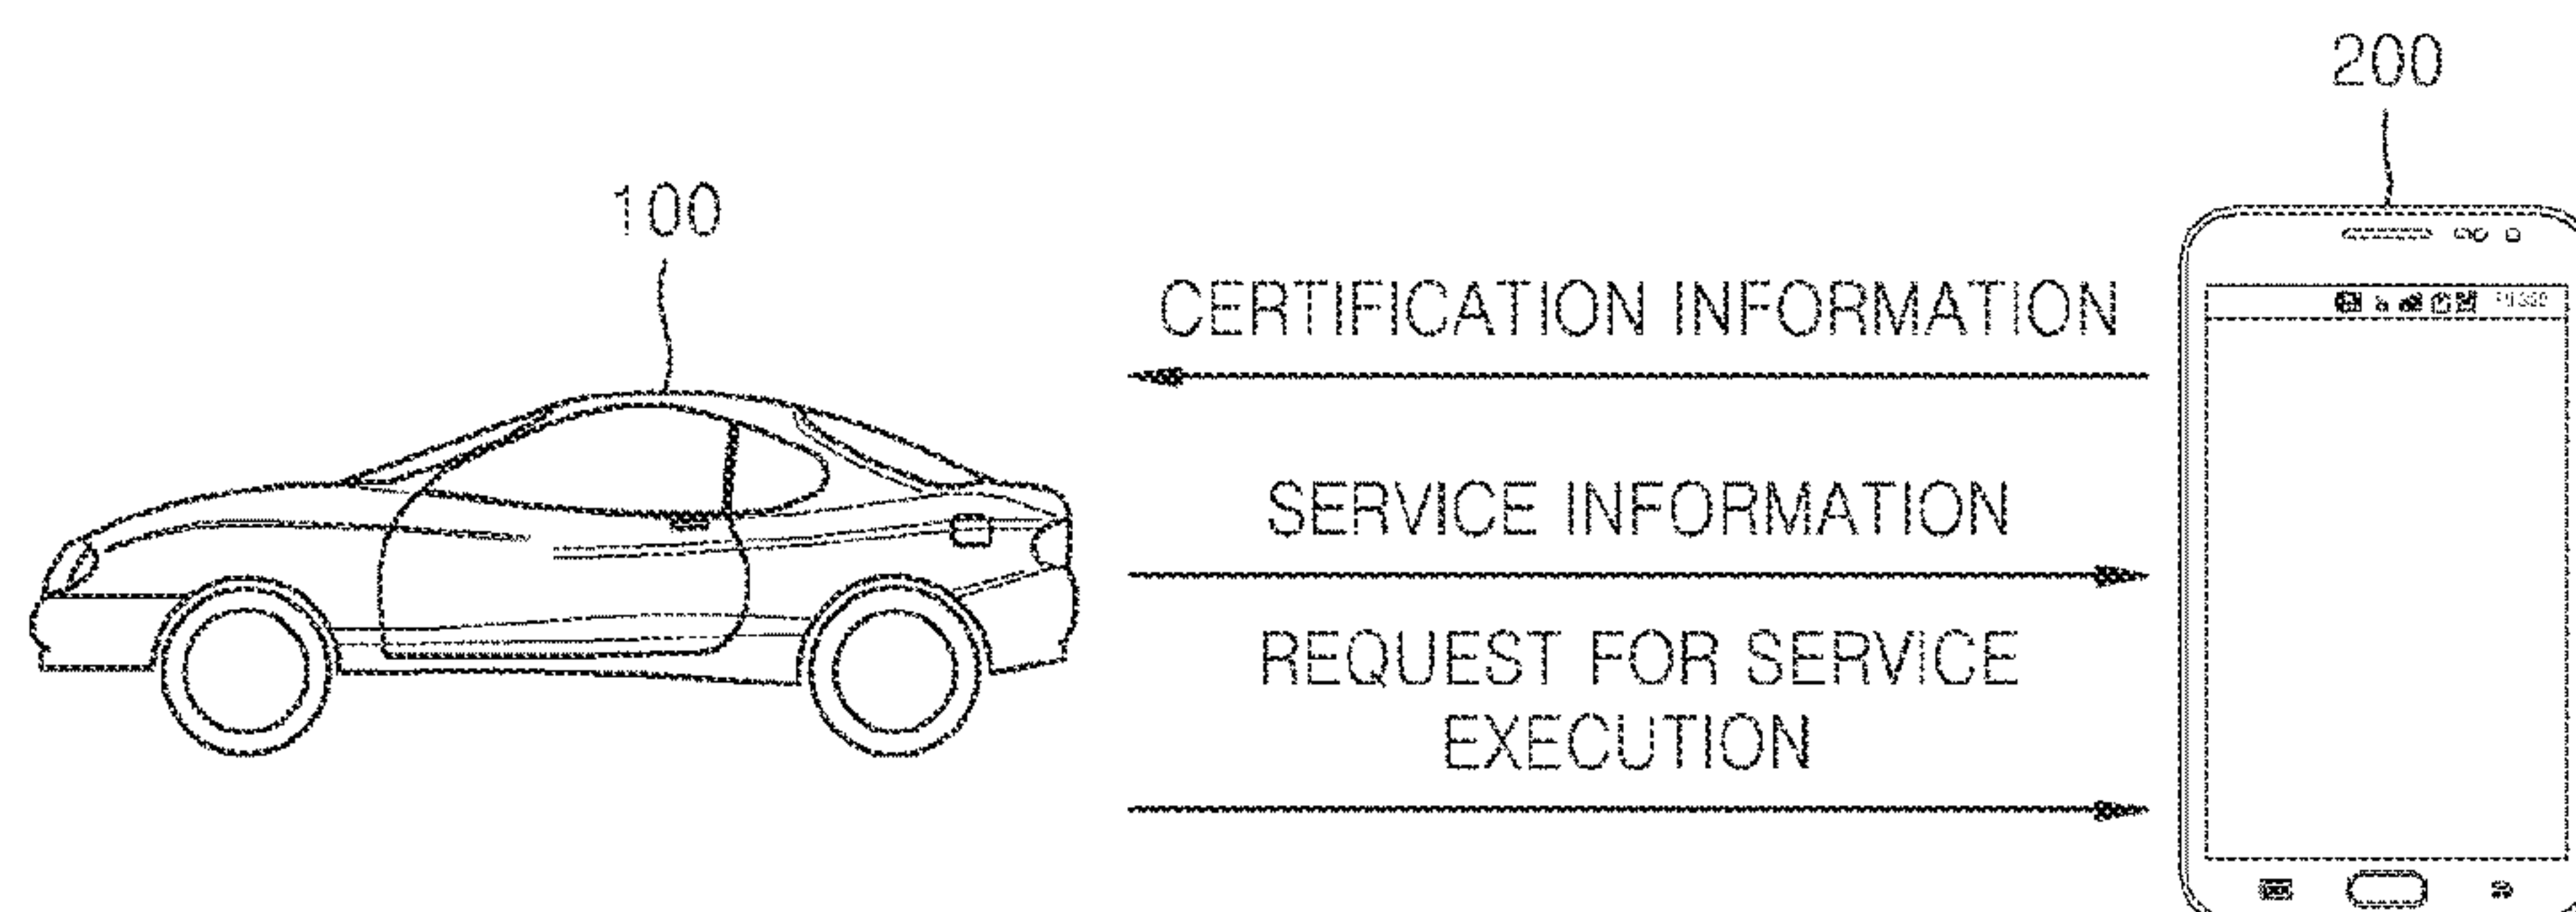 200
100
CERTIFICATION INFORMATION
SERVICE INFORMATION
REQUEST FOR SERVICE
EXECUTION